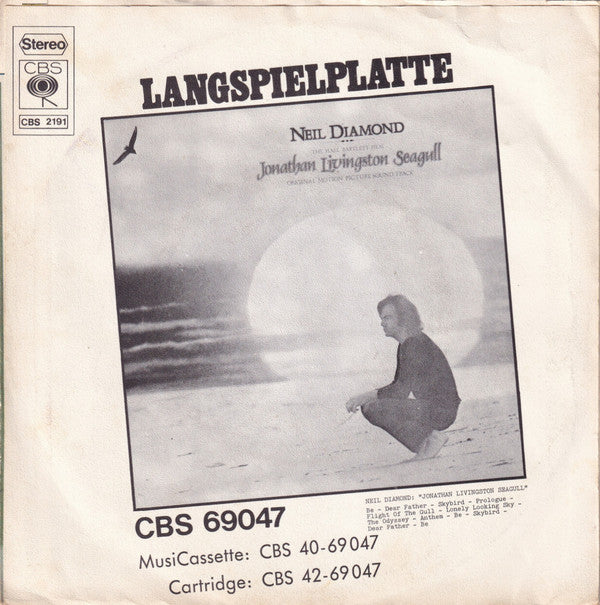 Stereo
CBS
CBS 2191
LANGSPIELPLATTE
NEIL DIAMOND
THE HALL BARTLETT FILM
Jonathan Livingston Seagull
ORIGINAL MOTION PICTURE SOUNDTRACK
CBS 69047
MusiCassette: CBS 40-69047
Cartridge: CBS 42-69047
NEIL DIAMOND: "JONATHAN LIVINGSTON SEAGULL"
Be - Dear Father - Skybird - Prologue -
Flight Of The Gull - Lonely Looking Sky -
The Odyssey - Anthem - Be - Skybird -
Dear Father - Be